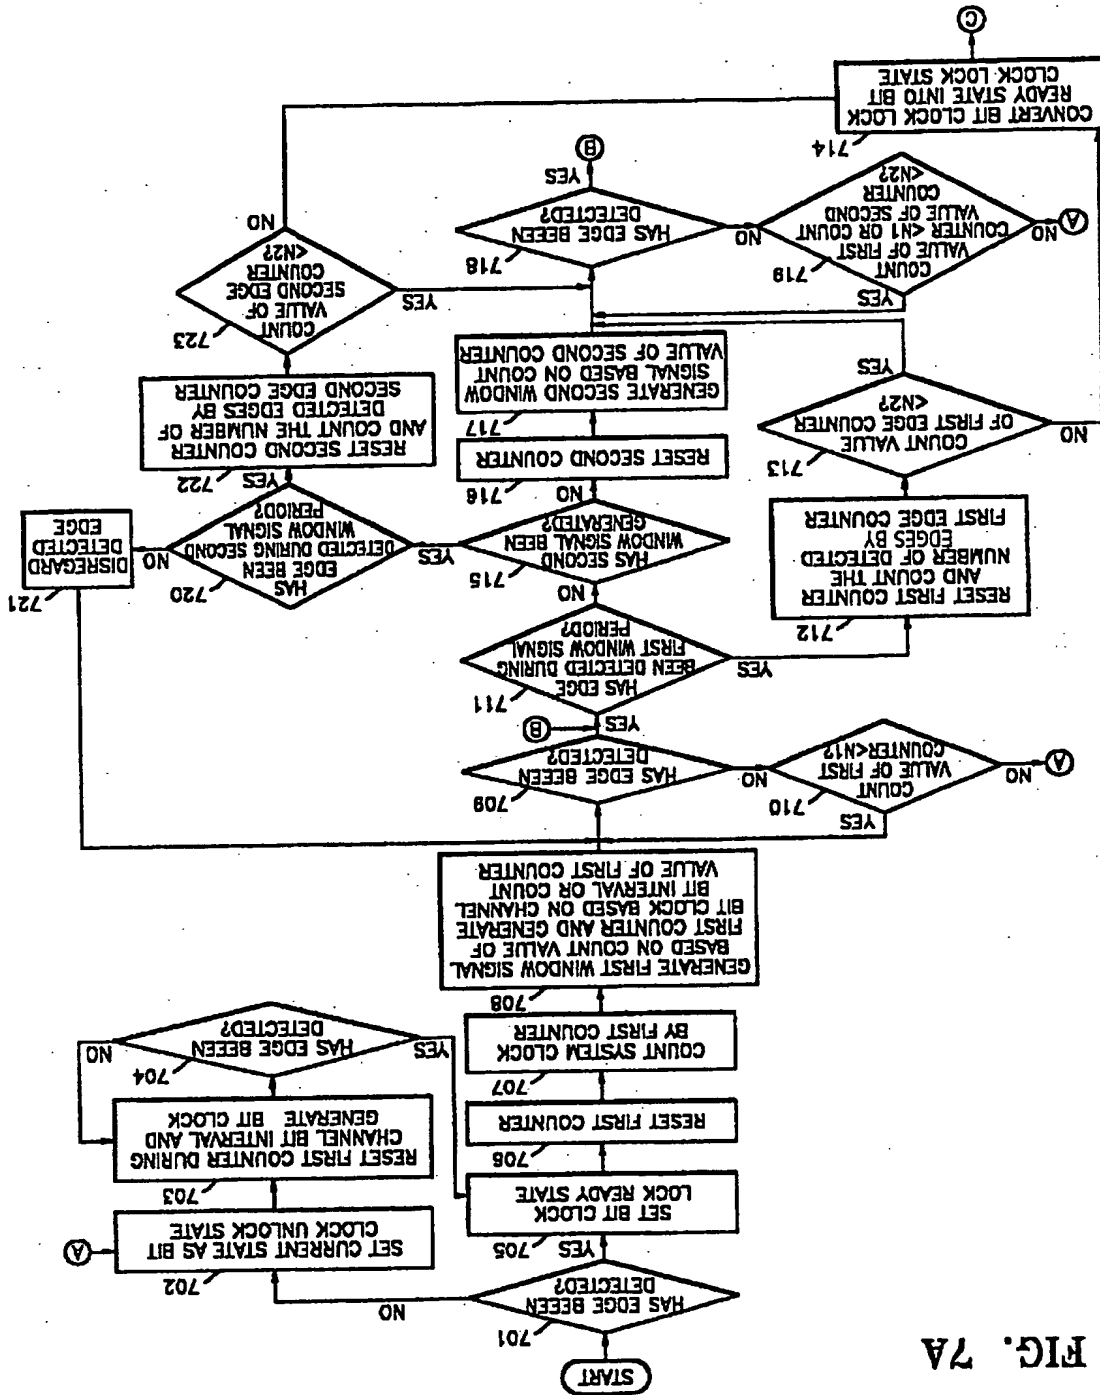 FIG. 7A
START
701
HAS EDGE BEEEN
DETECTED?
NO
YES
702
SET CURRENT STATE AS BIT
CLOCK UNLOCK STATE
A
703
RESET FIRST COUNTER DURING
CHANNEL BIT INTERVAL AND
GENERATE BIT CLOCK
704
HAS EDGE BEEEN
DETECTED?
YES
NO
705
SET BIT CLOCK
LOCK READY STATE
706
RESET FIRST COUNTER
707
COUNT SYSTEM CLOCK
BY FIRST COUNTER
708
GENERATE FIRST WINDOW SIGNAL
BASED ON COUNT VALUE OF
FIRST COUNTER AND GENERATE
BIT CLOCK BASED ON CHANNEL
BIT INTERVAL OR COUNT
VALUE OF FIRST COUNTER
709
HAS EDGE BEEEN
DETECTED?
NO
YES
710
COUNT
VALUE OF FIRST
COUNTER<N1?
YES
NO
A
B
711
HAS EDGE
BEEN DETECTED DURING
FIRST WINDOW SIGNAL
PERIOD?
YES
NO
712
RESET FIRST COUNTER
AND COUNT THE
NUMBER OF DETECTED
EDGES BY
FIRST EDGE COUNTER
713
COUNT VALUE
OF FIRST EDGE COUNTER
<N2?
NO
YES
714
CONVERT BIT CLOCK LOCK
READY STATE INTO BIT
CLOCK LOCK STATE
C
715
HAS SECOND
WINDOW SIGNAL BEEN
GENERATED?
YES
NO
716
RESET SECOND COUNTER
717
GENERATE SECOND WINDOW
SIGNAL BASED ON COUNT
VALUE OF SECOND COUNTER
718
HAS EDGE BEEEN
DETECTED?
NO
YES
B
719
COUNT
VALUE OF FIRST
COUNTER <N1 OR COUNT
VALUE OF SECOND
COUNTER
<N2?
YES
NO
A
720
HAS
EDGE BEEN
DETECTED DURING SECOND
WINDOW SIGNAL
PERIOD?
NO
YES
721
DISREGARD
DETECTED
EDGE
722
RESET SECOND COUNTER
AND COUNT THE NUMBER OF
DETECTED EDGES BY
SECOND EDGE COUNTER
723
COUNT
VALUE OF
SECOND EDGE
COUNTER
<N2?
YES
NO